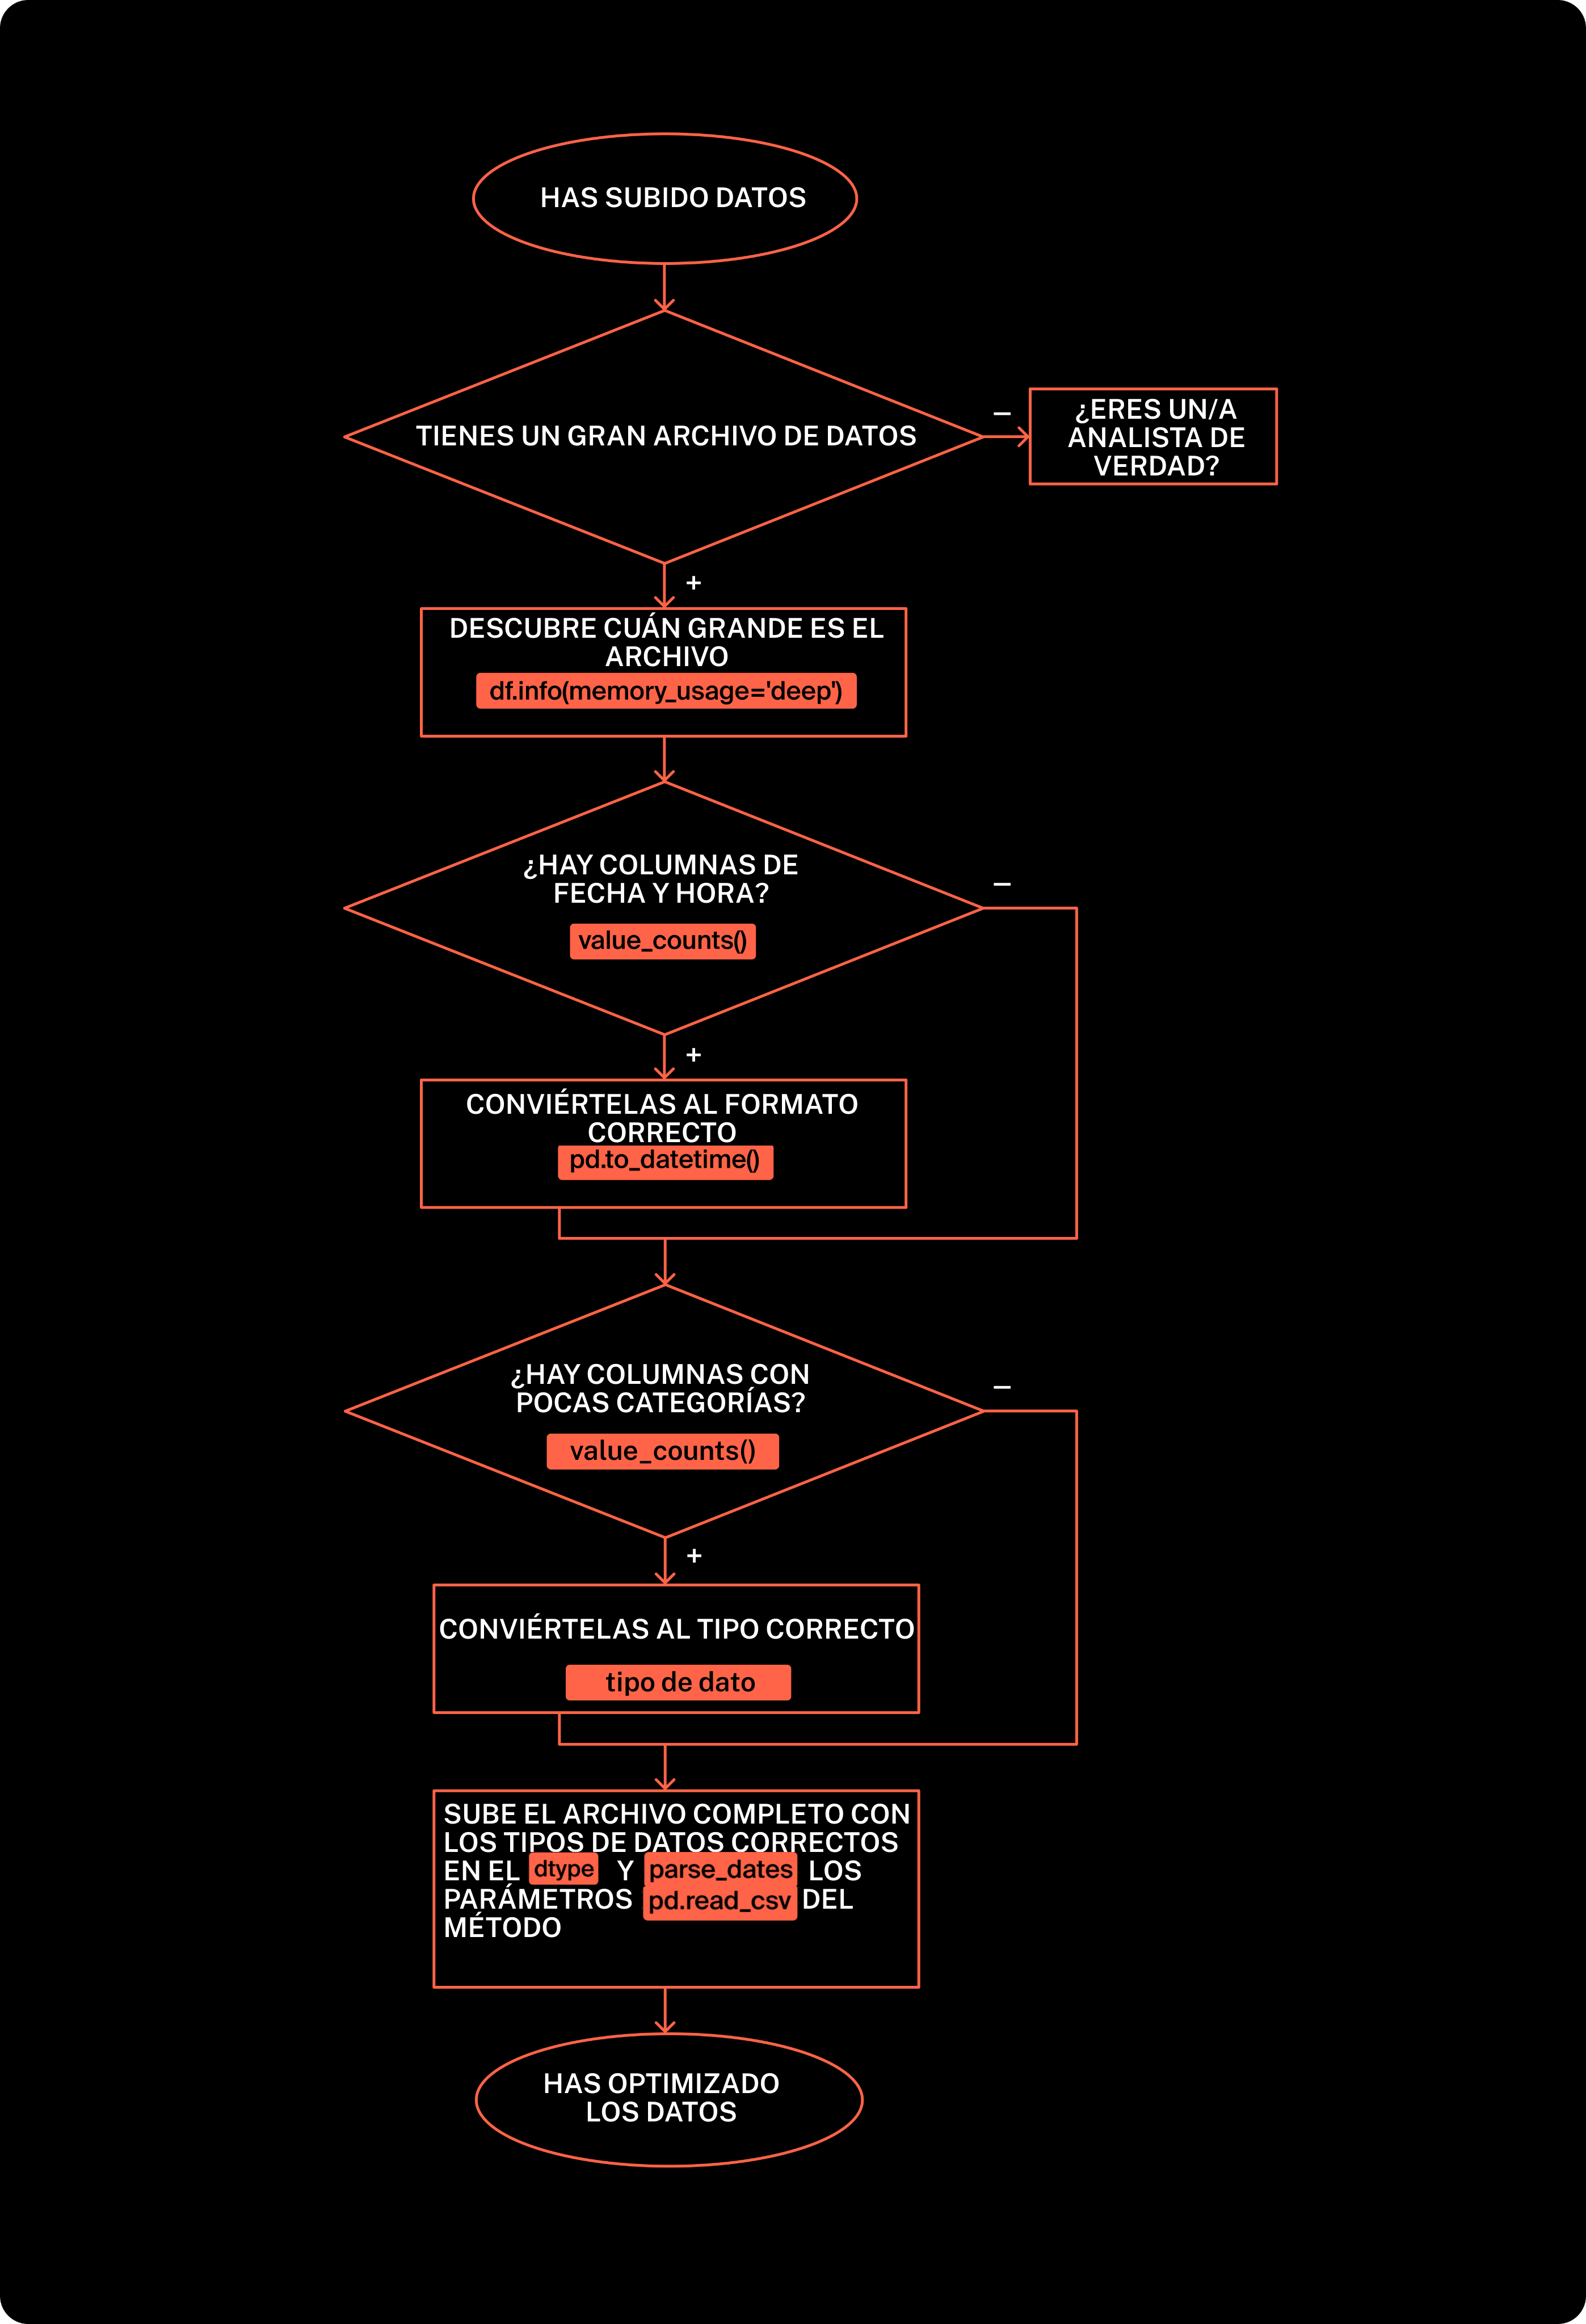 HAS SUBIDO DATOS
TIENES UN GRAN ARCHIVO DE DATOS
–
¿ERES UN/A
ANALISTA DE
VERDAD?
+
DESCUBRE CUÁN GRANDE ES EL
ARCHIVO
df.info(memory_usage='deep')
¿HAY COLUMNAS DE
FECHA Y HORA?
value_counts()
–
+
CONVIÉRTELAS AL FORMATO
CORRECTO
pd.to_datetime()
¿HAY COLUMNAS CON
POCAS CATEGORÍAS?
value_counts()
–
+
CONVIÉRTELAS AL TIPO CORRECTO
tipo de dato
SUBE EL ARCHIVO COMPLETO CON
LOS TIPOS DE DATOS CORRECTOS
EN EL dtype Y parse_dates LOS
PARÁMETROS pd.read_csv DEL
MÉTODO
HAS OPTIMIZADO
LOS DATOS